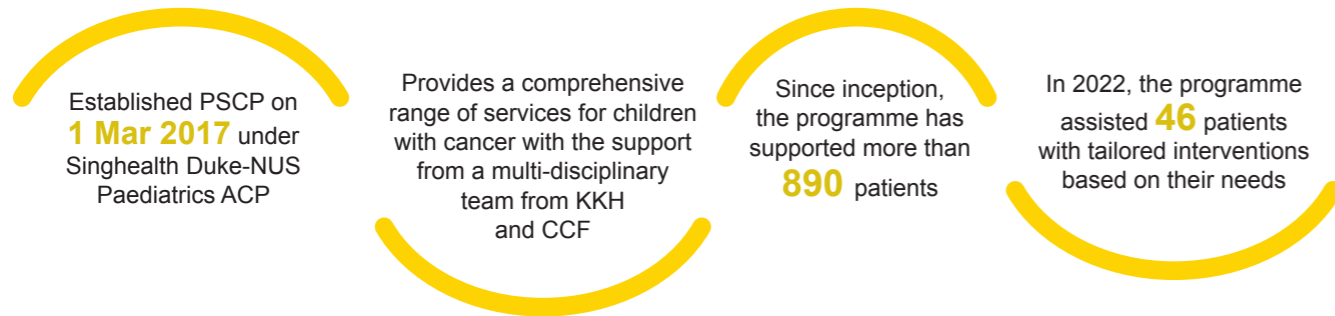 Established PSCP on
1 Mar 2017 under
Singhealth Duke-NUS
Paediatrics ACP
Provides a comprehensive
range of services for children
with cancer with the support
from a multi-disciplinary
team from KKH
and CCF
Since inception,
the programme has
supported more than
890 patients
In 2022, the programme
assisted 46 patients
with tailored interventions
based on their needs